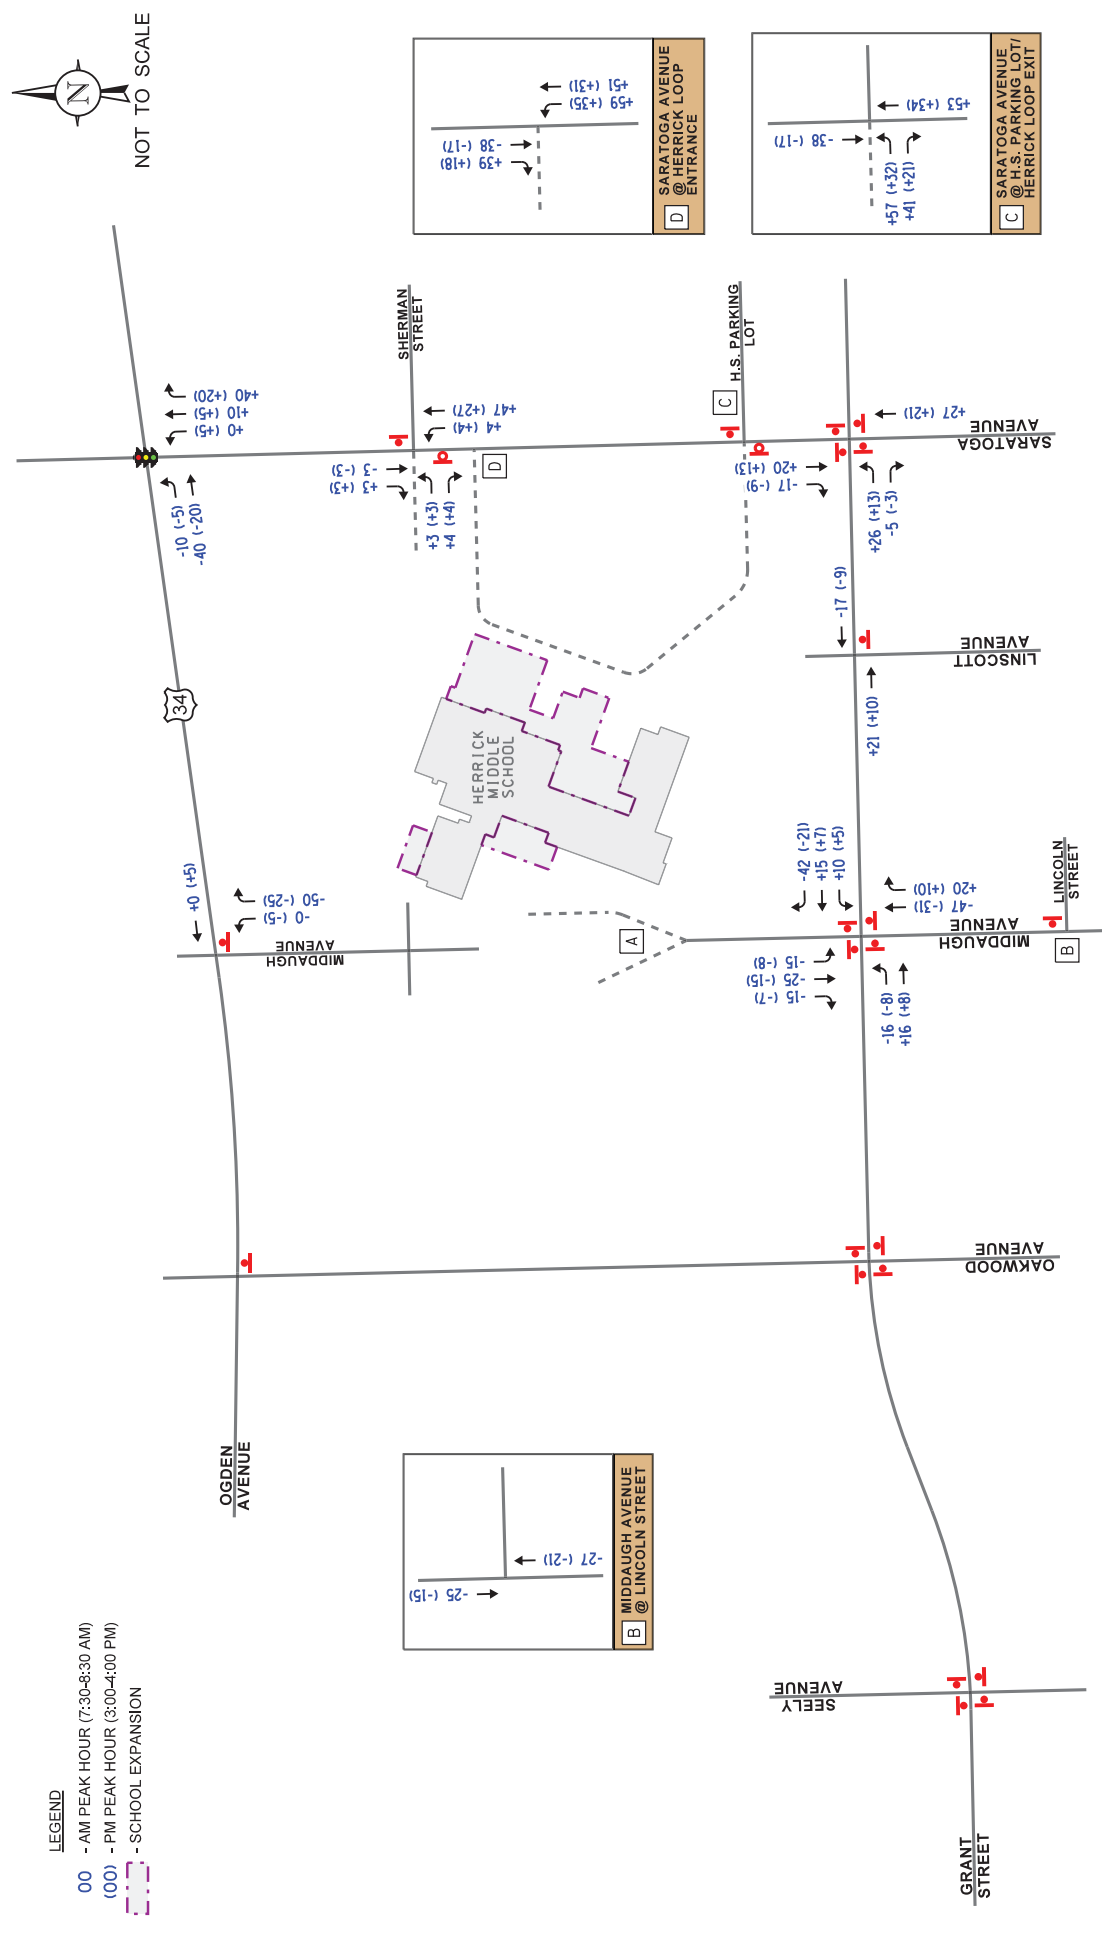 LEGEND
00 - AM PEAK HOUR (7:30-8:30 AM)
(00) - PM PEAK HOUR (3:00-4:00 PM)
- SCHOOL EXPANSION
N
NOT TO SCALE
OGDEN
AVENUE
34
+0 (+5)
-0 (-5)
-50 (-25)
MIDDAUGH
AVENUE
-10 (-5)
-40 (-20)
+0 (+5)
+10 (+5)
+40 (+20)
SHERMAN
STREET
-3 (-3)
+3 (+3)
+3 (+3)
+4 (+4)
+4 (+4)
+47 (+27)
D
HERRICK
MIDDLE
SCHOOL
H.S. PARKING
LOT
C
+20 (+13)
-17 (-9)
+26 (+13)
-5 (-3)
+27 (+21)
SARATOGA
AVENUE
-17 (-9)
+21 (+10)
LINSCOTT
AVENUE
A
-42 (-21)
+15 (+7)
+10 (+5)
-15 (-8)
-25 (-15)
-15 (-7)
-16 (-8)
+16 (+8)
-47 (-31)
+20 (+10)
MIDDAUGH
AVENUE
LINCOLN
STREET
B
OAKWOOD
AVENUE
SEELY
AVENUE
GRANT
STREET
-25 (-15)
-27 (-21)
B
MIDDAUGH AVENUE
@ LINCOLN STREET
-38 (-17)
+39 (+18)
+59 (+35)
+51 (+31)
D
SARATOGA AVENUE
@ HERRICK LOOP
ENTRANCE
-38 (-17)
+57 (+32)
+41 (+21)
+53 (+34)
C
SARATOGA AVENUE
@ H.S. PARKING LOT/
HERRICK LOOP EXIT